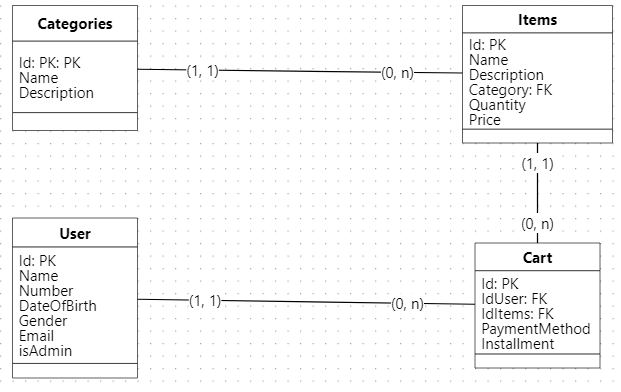 Categories
Id: PK: PK
Name
Description
(1, 1)
(0, n)
Items
Id: PK
Name
Description
Category: FK
Quantity
Price
(1, 1)
(0, n)
User
Id: PK
Name
Number
DateOfBirth
Gender
Email
isAdmin
(1, 1)
(0, n)
Cart
Id: PK
IdUser: FK
IdItems: FK
PaymentMethod
Installment